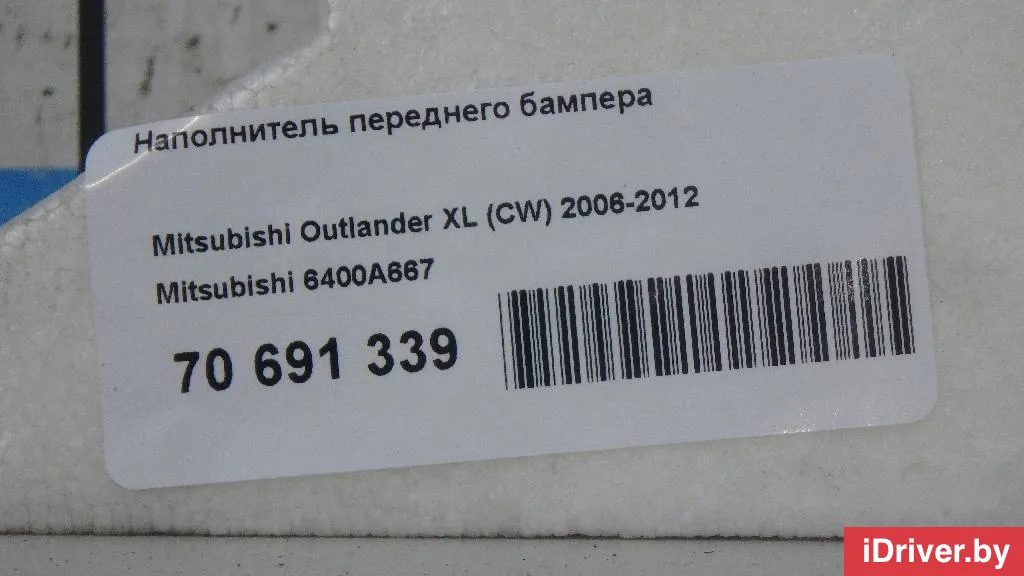 Наполнитель переднего бампера
Mitsubishi Outlander XL (CW) 2006-2012
Mitsubishi 6400A667
70 691 339
iDriver.by